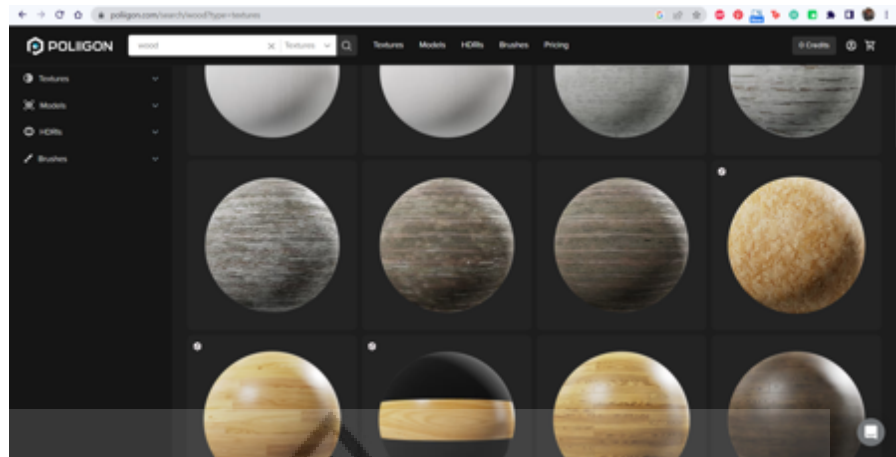 poliigon.com/search/wood?type=textures
POLIIGON
wood
Textures
Textures Models HDRIs Brushes Pricing
0 Credits
Textures
Models
HDRIs
Brushes